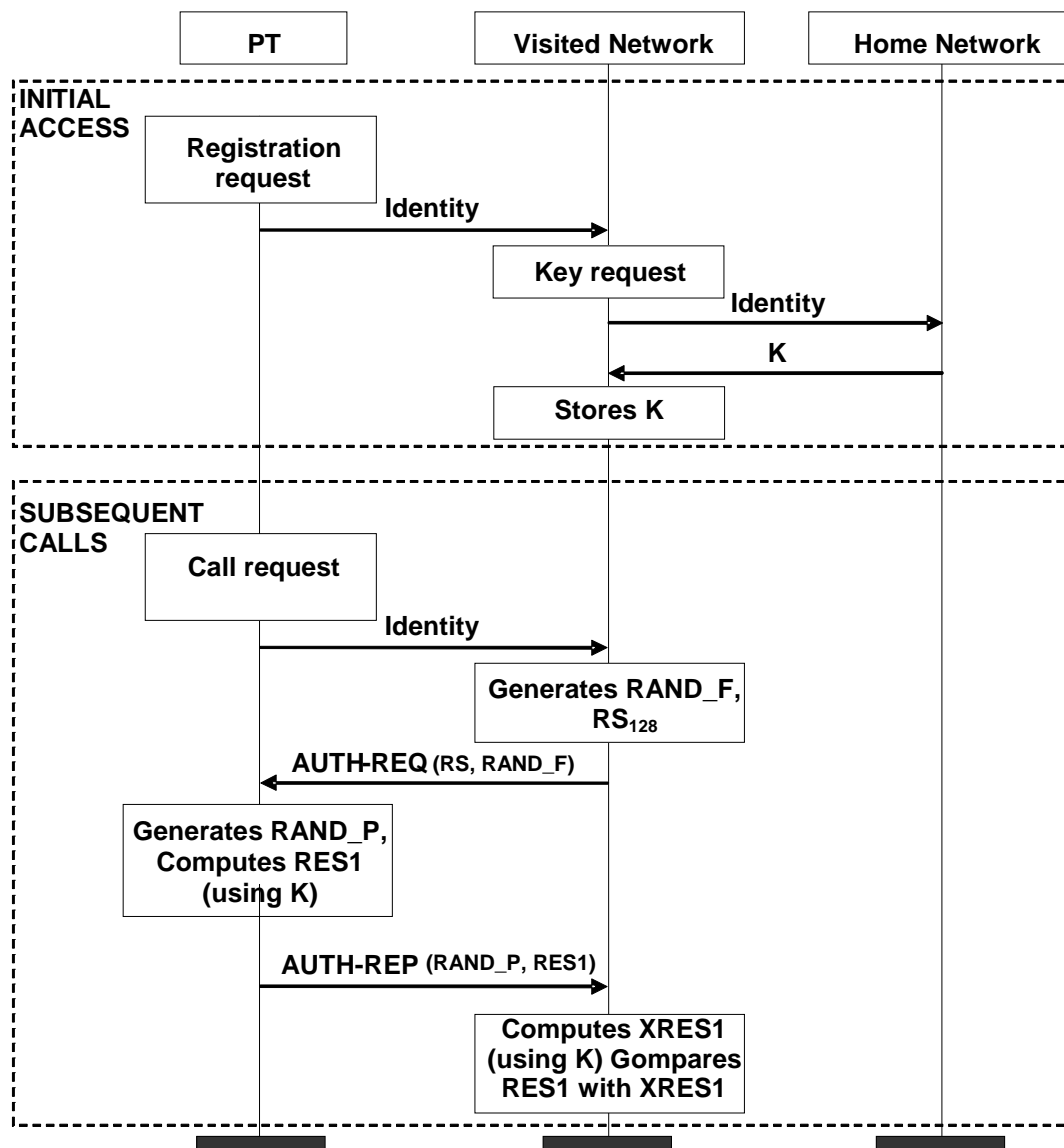 PT
Visited Network
Home Network
INITIAL
ACCESS
Registration
request
Identity
Key request
Identity
K
Stores K
SUBSEQUENT
CALLS
Call request
Identity
Generates RAND_F,
RS₁₂₈
AUTH-REQ (RS, RAND_F)
Generates RAND_P,
Computes RES1
(using K)
AUTH-REP (RAND_P, RES1)
Computes XRES1
(using K) Gompares
RES1 with XRES1